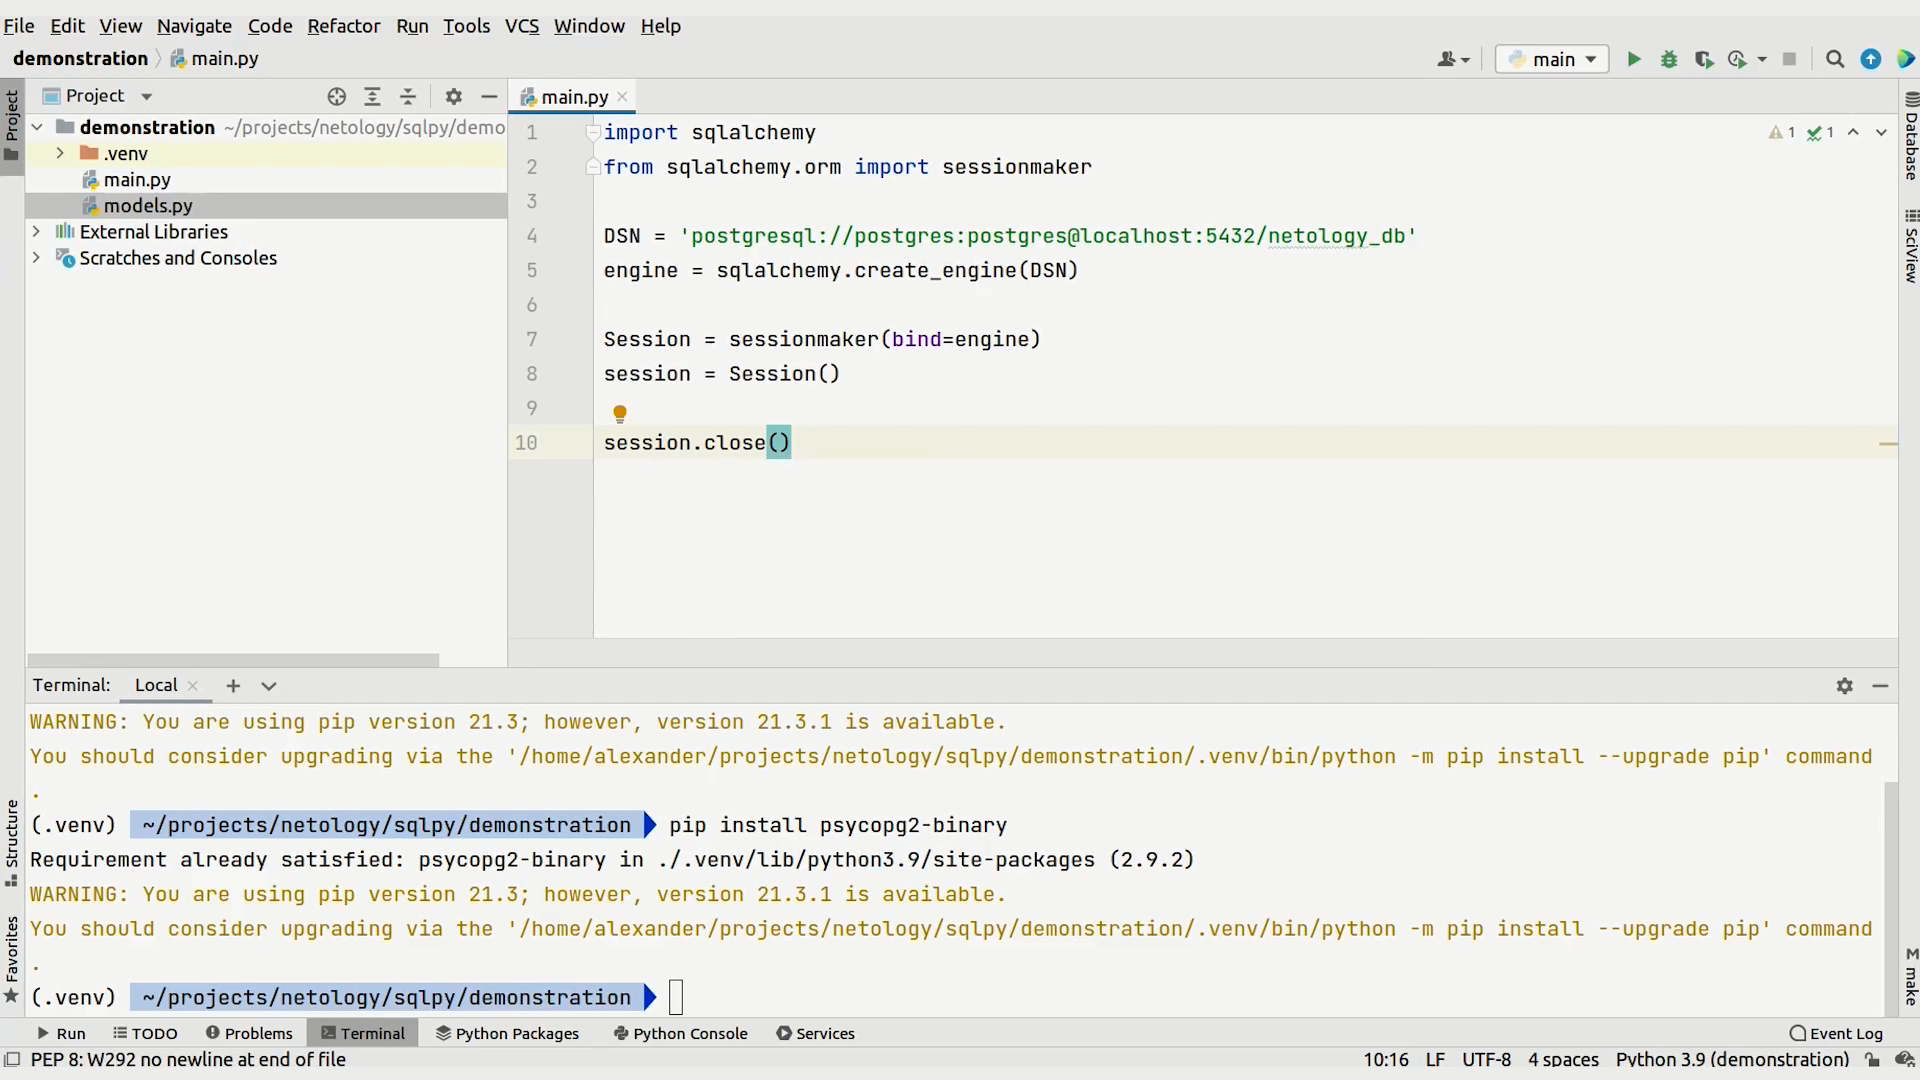 File Edit View Navigate Code Refactor Run Tools VCS Window Help
demonstration main.py
main
Project
main.py
demonstration ~/projects/netology/sqlpy/demo
.venv
main.py
models.py
External Libraries
Scratches and Consoles
1 import sqlalchemy
2 from sqlalchemy.orm import sessionmaker
3
4 DSN = 'postgresql://postgres:postgres@localhost:5432/netology_db'
5 engine = sqlalchemy.create_engine(DSN)
6
7 Session = sessionmaker(bind=engine)
8 session = Session()
9
10 session.close()
1 1
Project
Structure
Favorites
Database
SciView
make
Terminal: Local
WARNING: You are using pip version 21.3; however, version 21.3.1 is available.
You should consider upgrading via the '/home/alexander/projects/netology/sqlpy/demonstration/.venv/bin/python -m pip install --upgrade pip' command
.
(.venv) ~/projects/netology/sqlpy/demonstration pip install psycopg2-binary
Requirement already satisfied: psycopg2-binary in ./.venv/lib/python3.9/site-packages (2.9.2)
WARNING: You are using pip version 21.3; however, version 21.3.1 is available.
You should consider upgrading via the '/home/alexander/projects/netology/sqlpy/demonstration/.venv/bin/python -m pip install --upgrade pip' command
.
(.venv) ~/projects/netology/sqlpy/demonstration
Run TODO Problems Terminal Python Packages Python Console Services Event Log
PEP 8: W292 no newline at end of file 10:16 LF UTF-8 4 spaces Python 3.9 (demonstration)